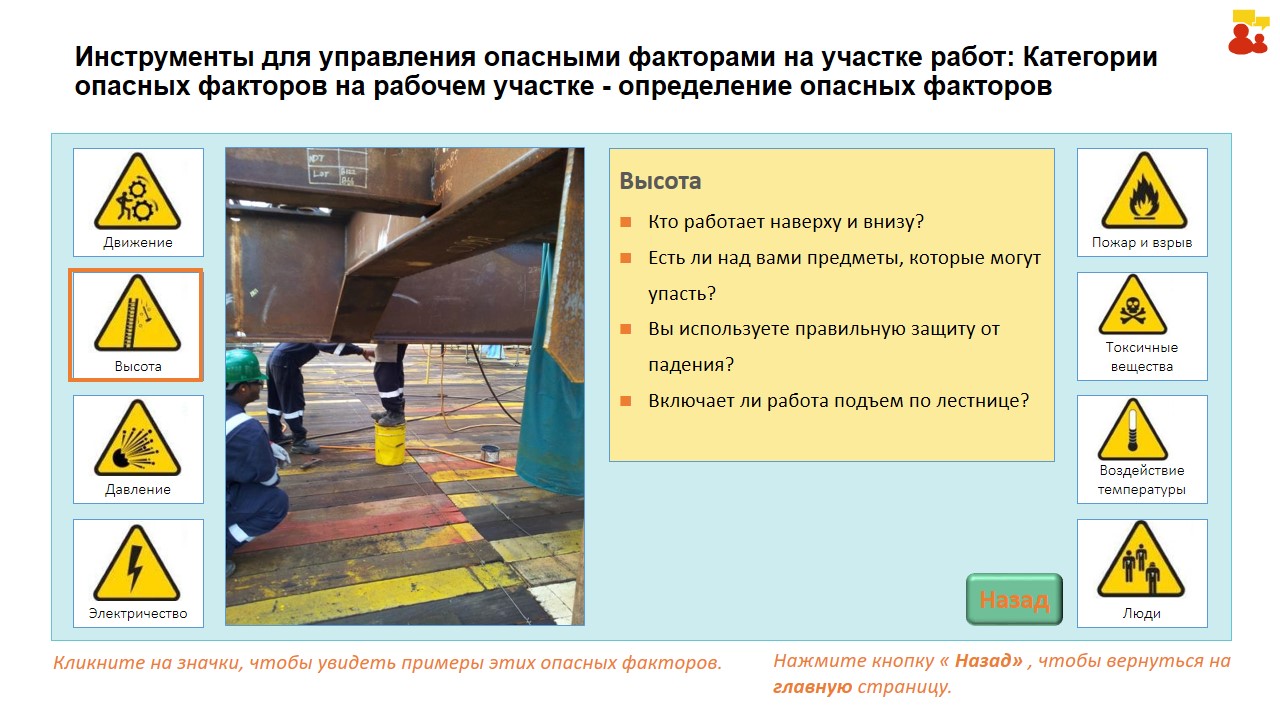 Инструменты для управления опасными факторами на участке работ: Категории
опасных факторов на рабочем участке - определение опасных факторов
Движение
Высота
Давление
Электричество
LOT
Высота
Кто работает наверху и внизу?
Есть ли над вами предметы, которые могут
упасть?
Вы используете правильную защиту от
падения?
Включает ли работа подъем по лестнице?
Пожар и взрыв
Токсичные
вещества
Воздействие
температуры
Люди
Назад
Кликните на значки, чтобы увидеть примеры этих опасных факторов.
Нажмите кнопку « Назад» , чтобы вернуться на
главную страницу.